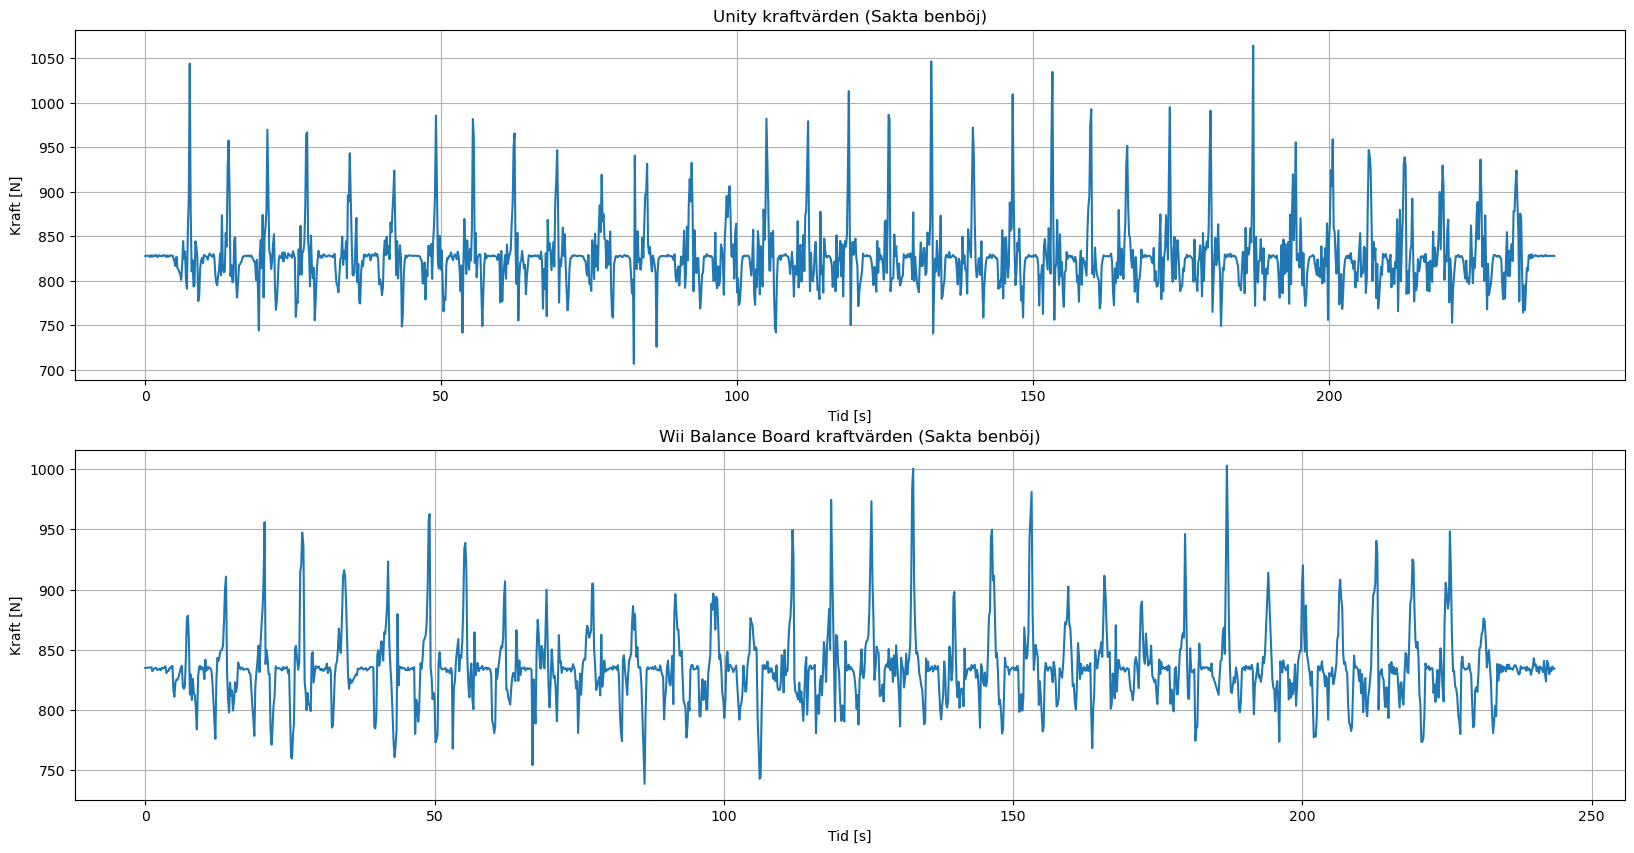 Unity kraftvärden (Sakta benböj)
Kraft [N]
1050
1000
950
900
850
800
750
700
0 50 100 150 200
Tid [s]
Wii Balance Board kraftvärden (Sakta benböj)
Kraft [N]
1000
950
900
850
800
750
0 50 100 150 200 250
Tid [s]